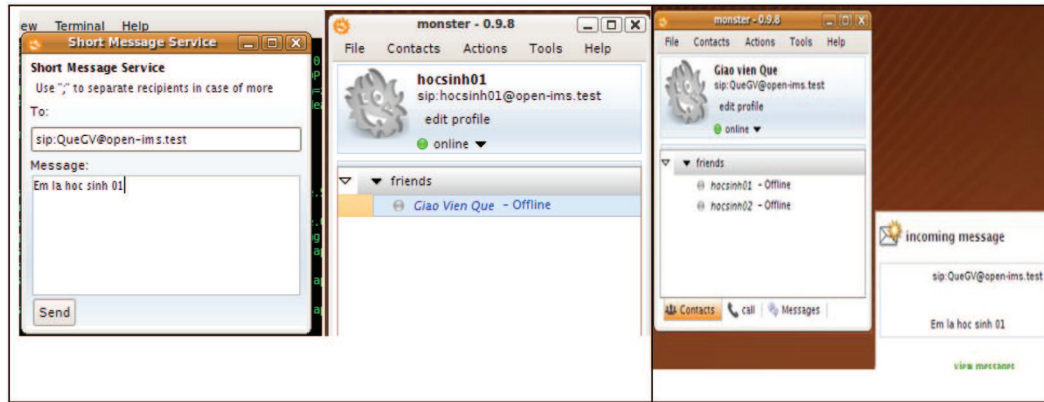 ew Terminal Help
Short Message Service
Short Message Service
Use ";" to separate recipients in case of more
To:
sip:QueGV@open-ims.test
Message:
Em la hoc sinh 01
Send
monster - 0.9.8
File Contacts Actions Tools Help
hocsinh01
sip:hocsinh01@open-ims.test
edit profile
online
friends
Giao Vien Que - Offline
monster - 0.9.8
File Contacts Actions Tools Help
Giao vien Que
sip:QueGV@open-ims.test
edit profile
online
friends
hocsinh01 - Offline
hocsinh02 - Offline
Contacts call Messages
incoming message
sip:QueGV@open-ims.test
Em la hoc sinh 01
view messages